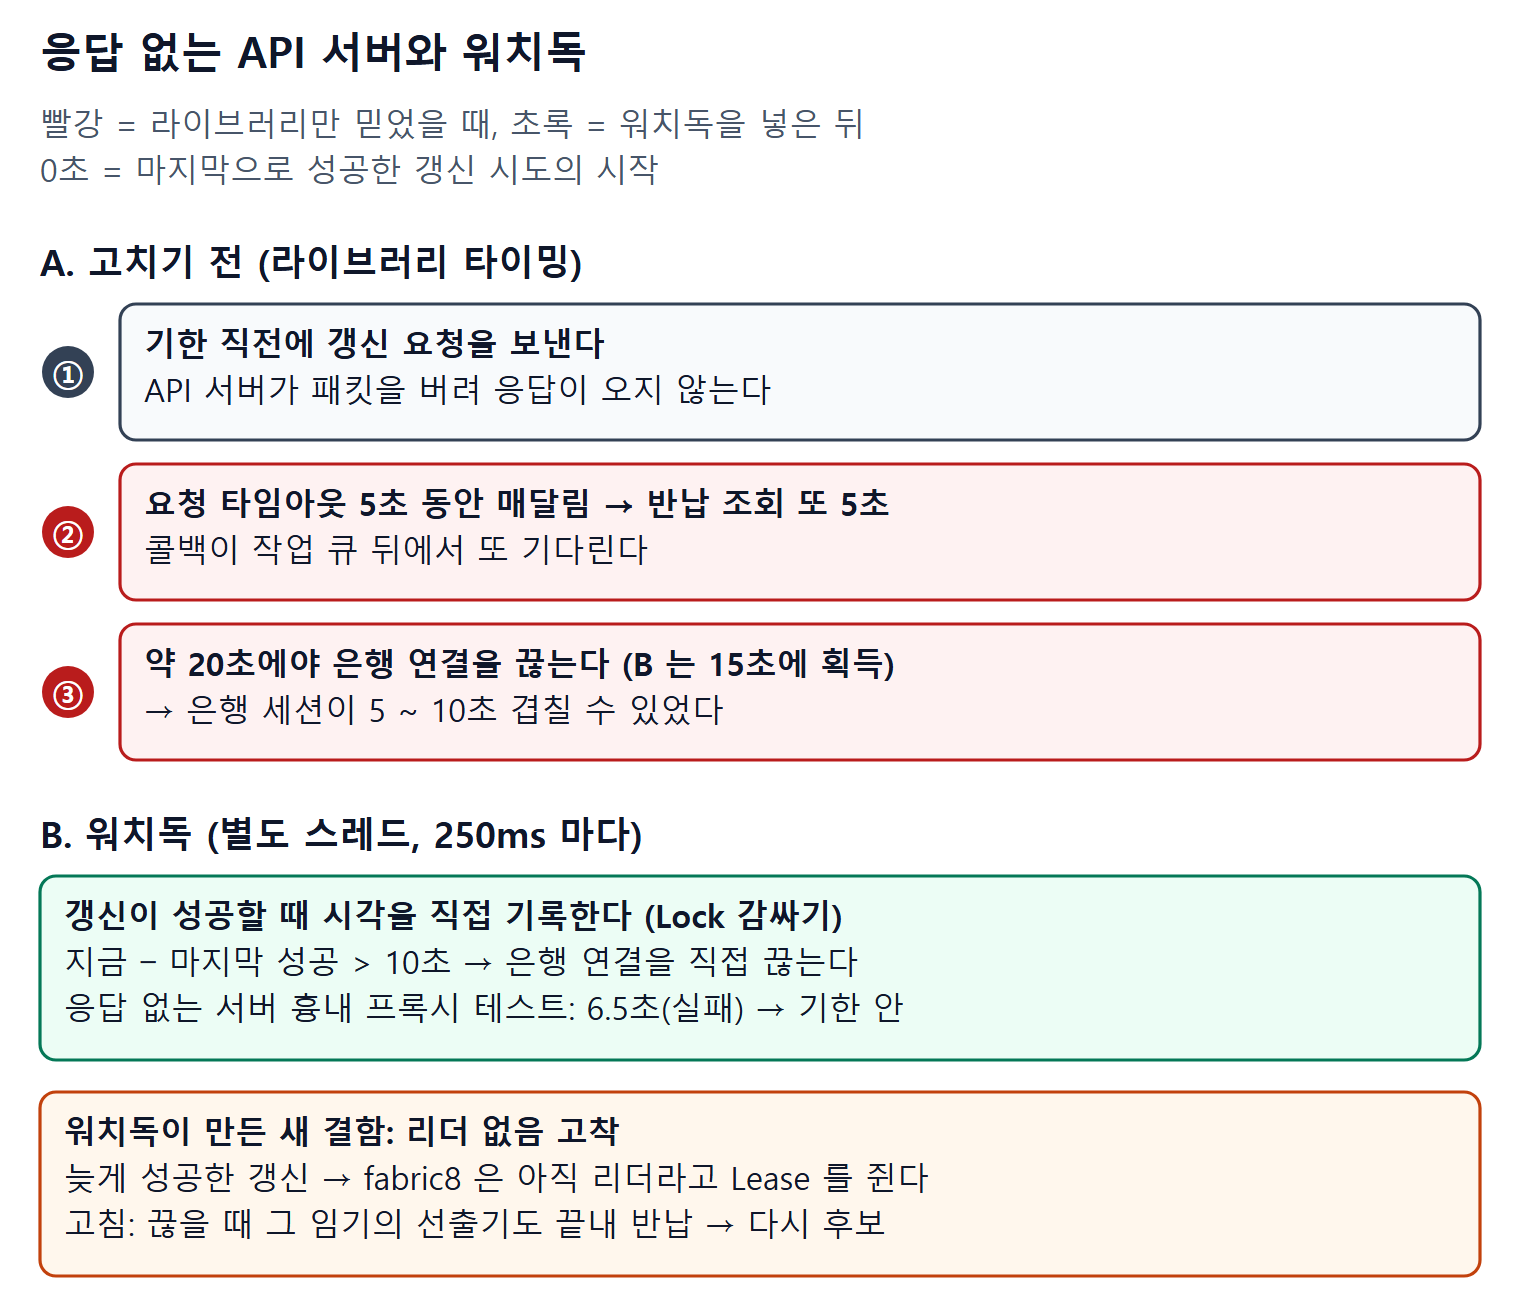 응답 없는 API 서버와 워치독
빨강 = 라이브러리만 믿었을 때, 초록 = 워치독을 넣은 뒤
0초 = 마지막으로 성공한 갱신 시도의 시작
A. 고치기 전 (라이브러리 타이밍)
① 기한 직전에 갱신 요청을 보낸다
API 서버가 패킷을 버려 응답이 오지 않는다
② 요청 타임아웃 5초 동안 매달림 → 반납 조회 또 5초
콜백이 작업 큐 뒤에서 또 기다린다
③ 약 20초에야 은행 연결을 끊는다 (B 는 15초에 획득)
→ 은행 세션이 5 ~ 10초 겹칠 수 있었다
B. 워치독 (별도 스레드, 250ms 마다)
갱신이 성공할 때 시각을 직접 기록한다 (Lock 감싸기)
지금 − 마지막 성공 > 10초 → 은행 연결을 직접 끊는다
응답 없는 서버 흉내 프록시 테스트: 6.5초(실패) → 기한 안
워치독이 만든 새 결함: 리더 없음 고착
늦게 성공한 갱신 → fabric8 은 아직 리더라고 Lease 를 쥔다
고침: 끊을 때 그 임기의 선출기도 끝내 반납 → 다시 후보